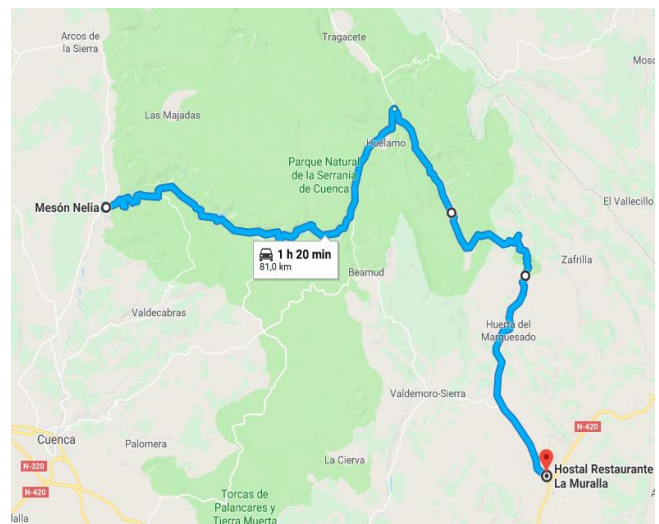 Arcos de
la Sierra
Tragacete
Las Majadas
Huélamo
Parque Natural
de la Serranía
de Cuenca
Mesón Nelia
El Vallecillo
1 h 20 min
81,0 km
Beamud
Zafrilla
Valdecabras
Huerta del
Marquesado
Valdemoro-Sierra
Cuenca
Palomera
N-420
N-320
La Cierva
Hostal Restaurante
La Muralla
N-420
Torcas de
Palancares y
Tierra Muerta